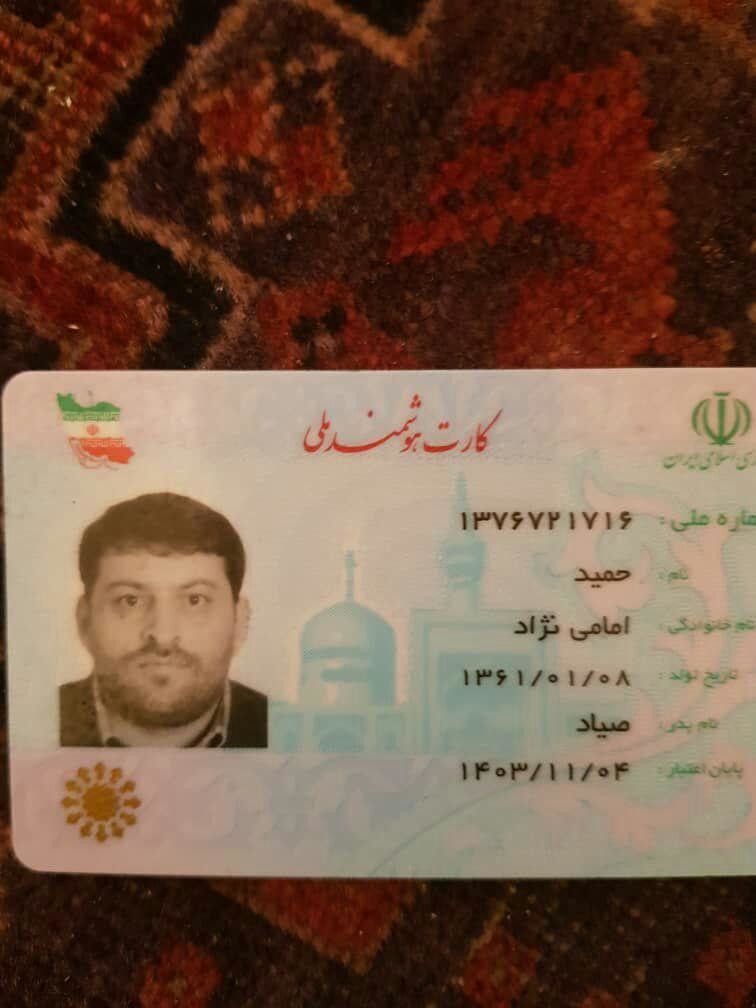 کارت هوشمند ملی
ی اسلامی ایران
ماره ملی: ۱۳۷۶۷۲۱۷۱۶
نام: حمید
نام خانوادگی: امامی نژاد
تاریخ تولد: ۱۳۶۱/۰۱/۰۸
نام پدر: صیاد
پایان اعتبار: ۱۴۰۳/۱۱/۰۴